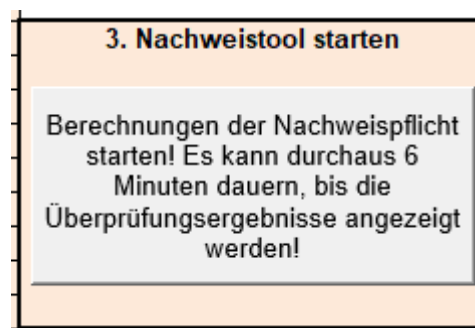 3. Nachweistool starten
Berechnungen der Nachweispflicht
starten! Es kann durchaus 6
Minuten dauern, bis die
Überprüfungsergebnisse angezeigt
werden!